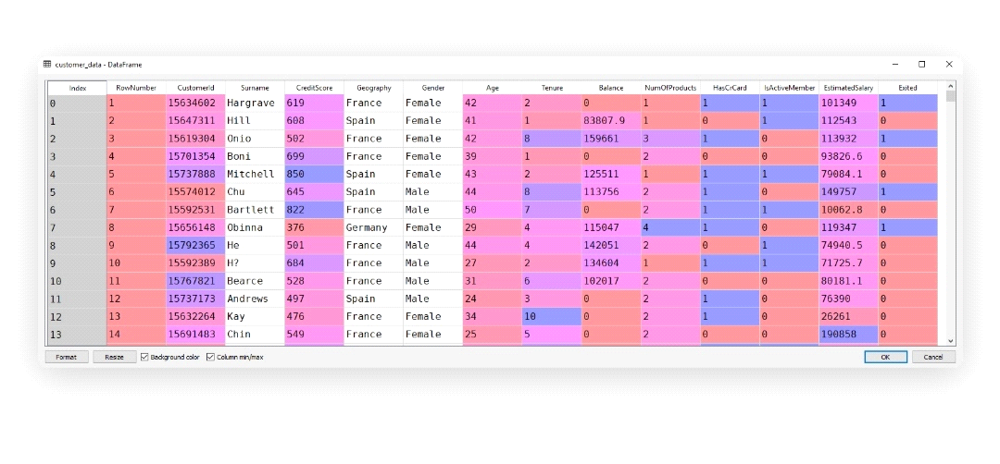 customer_data - DataFrame
Index RowNumber CustomerId Surname CreditScore Geography Gender Age Tenure Balance NumOfProducts HasCrCard IsActiveMember EstimatedSalary Exited
0 1 15634602 Hargrave 619 France Female 42 2 0 1 1 1 101349 1
1 2 15647311 Hill 608 Spain Female 41 1 83807.9 1 0 1 112543 0
2 3 15619304 Onio 502 France Female 42 8 159661 3 1 0 113932 1
3 4 15701354 Boni 699 France Female 39 1 0 2 0 0 93826.6 0
4 5 15737888 Mitchell 850 Spain Female 43 2 125511 1 1 1 79084.1 0
5 6 15574012 Chu 645 Spain Male 44 8 113756 2 1 0 149757 1
6 7 15592531 Bartlett 822 France Male 50 7 0 2 1 1 10062.8 0
7 8 15656148 Obinna 376 Germany Female 29 4 115047 4 1 0 119347 1
8 9 15792365 He 501 France Male 44 4 142051 2 0 1 74940.5 0
9 10 15592389 H? 684 France Male 27 2 134604 1 1 1 71725.7 0
10 11 15767821 Bearce 528 France Male 31 6 102017 2 0 0 80181.1 0
11 12 15737173 Andrews 497 Spain Male 24 3 0 2 1 0 76390 0
12 13 15632264 Kay 476 France Female 34 10 0 2 1 0 26261 0
13 14 15691483 Chin 549 France Female 25 5 0 2 0 0 190858 0
Format Resize Background color Column min/max OK Cancel